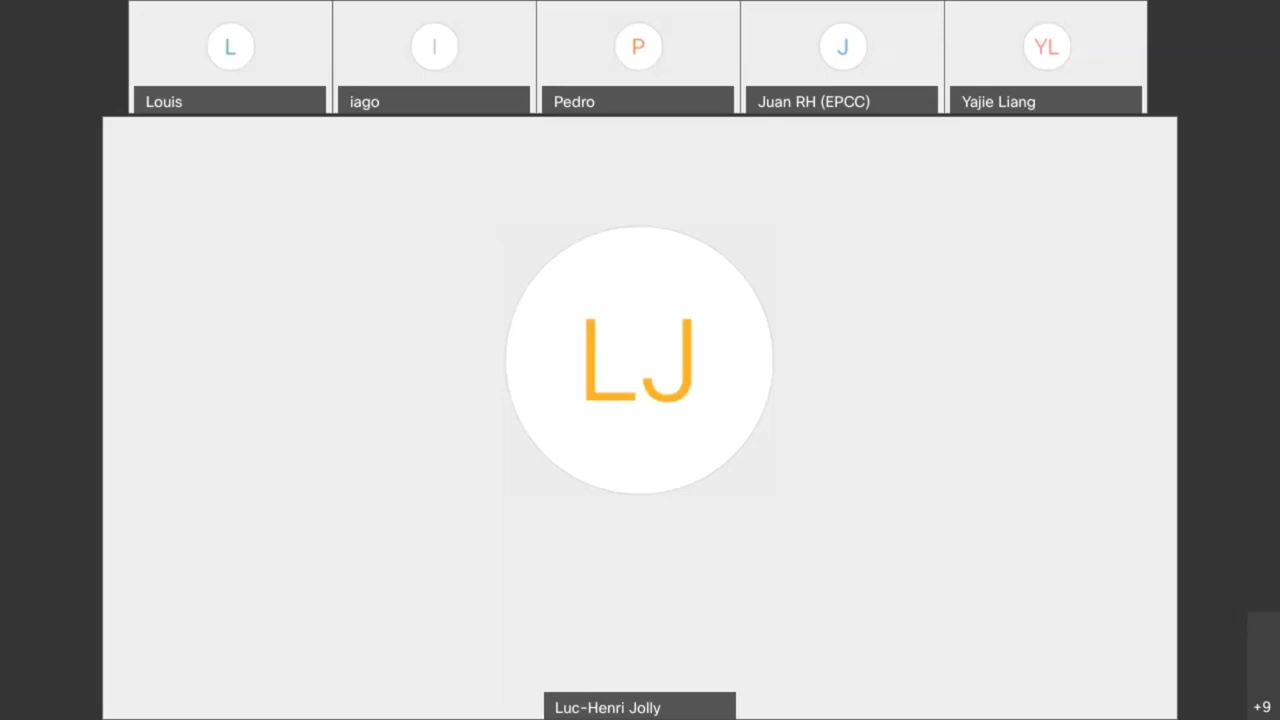 L
I
P
J
YL
Louis
iago
Pedro
Juan RH (EPCC)
Yajie Liang
LJ
Luc-Henri Jolly
+9